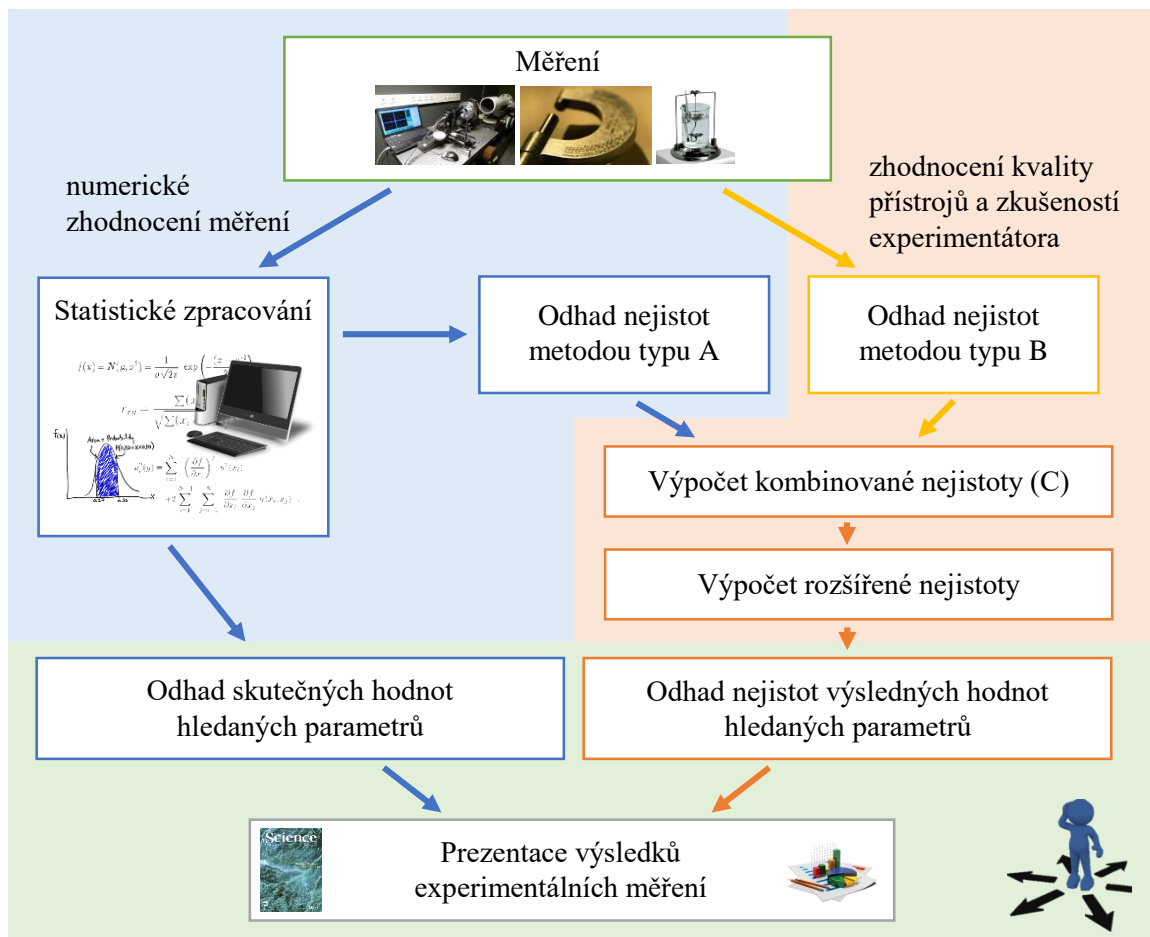 Měření
numerické
zhodnocení měření
zhodnocení kvality
přístrojů a zkušeností
experimentátora
Statistické zpracování
Odhad nejistot
metodou typu A
Odhad nejistot
metodou typu B
f(x)
Area = Probability
x
Výpočet kombinované nejistoty (C)
Výpočet rozšířené nejistoty
Odhad skutečných hodnot
hledaných parametrů
Odhad nejistot výsledných hodnot
hledaných parametrů
Science
Prezentace výsledků
experimentálních měření